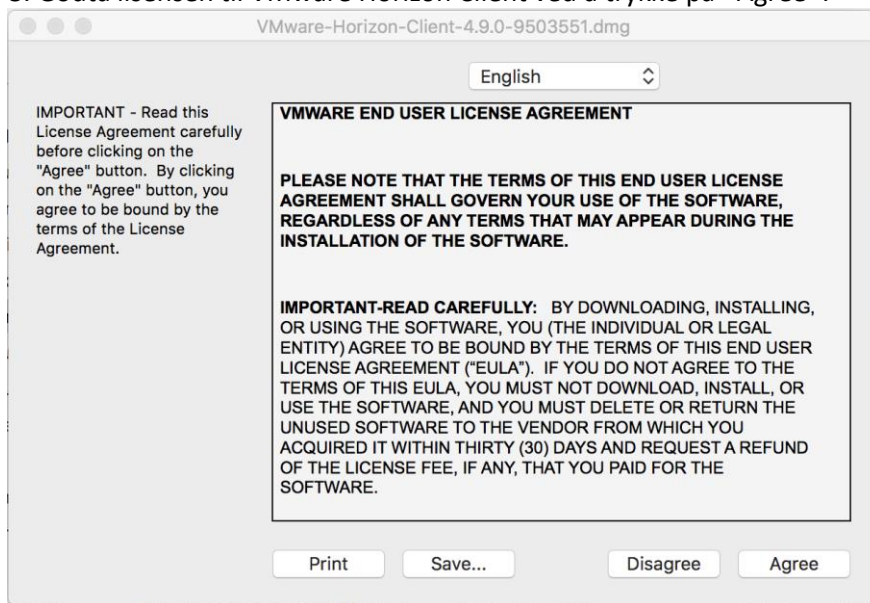 VMware-Horizon-Client-4.9.0-9503551.dmg
English
IMPORTANT - Read this
License Agreement carefully
before clicking on the
"Agree" button. By clicking
on the "Agree" button, you
agree to be bound by the
terms of the License
Agreement.
VMWARE END USER LICENSE AGREEMENT
PLEASE NOTE THAT THE TERMS OF THIS END USER LICENSE
AGREEMENT SHALL GOVERN YOUR USE OF THE SOFTWARE,
REGARDLESS OF ANY TERMS THAT MAY APPEAR DURING THE
INSTALLATION OF THE SOFTWARE.
IMPORTANT-READ CAREFULLY: BY DOWNLOADING, INSTALLING,
OR USING THE SOFTWARE, YOU (THE INDIVIDUAL OR LEGAL
ENTITY) AGREE TO BE BOUND BY THE TERMS OF THIS END USER
LICENSE AGREEMENT (“EULA”). IF YOU DO NOT AGREE TO THE
TERMS OF THIS EULA, YOU MUST NOT DOWNLOAD, INSTALL, OR
USE THE SOFTWARE, AND YOU MUST DELETE OR RETURN THE
UNUSED SOFTWARE TO THE VENDOR FROM WHICH YOU
ACQUIRED IT WITHIN THIRTY (30) DAYS AND REQUEST A REFUND
OF THE LICENSE FEE, IF ANY, THAT YOU PAID FOR THE
SOFTWARE.
Print Save... Disagree Agree